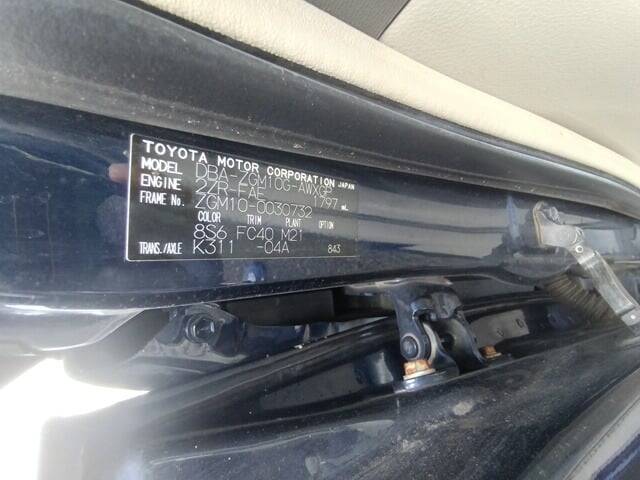 TOYOTA MOTOR CORPORATION JAPAN
MODEL DBA-ZGM10G-AWXGP
ENGINE 2ZR-FAE 1797 mL
FRAME No. ZGM10-0030732
COLOR TRIM PLANT OPTION
8S6 FC40 M21
TRANS./AXLE K311 -04A 843